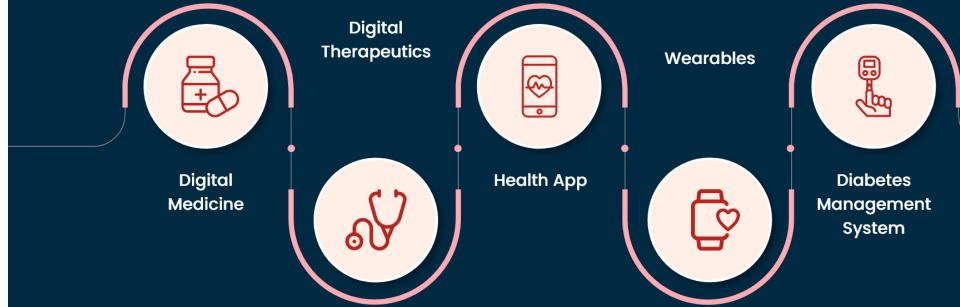 Digital
Medicine
Digital
Therapeutics
Health App
Wearables
Diabetes
Management
System